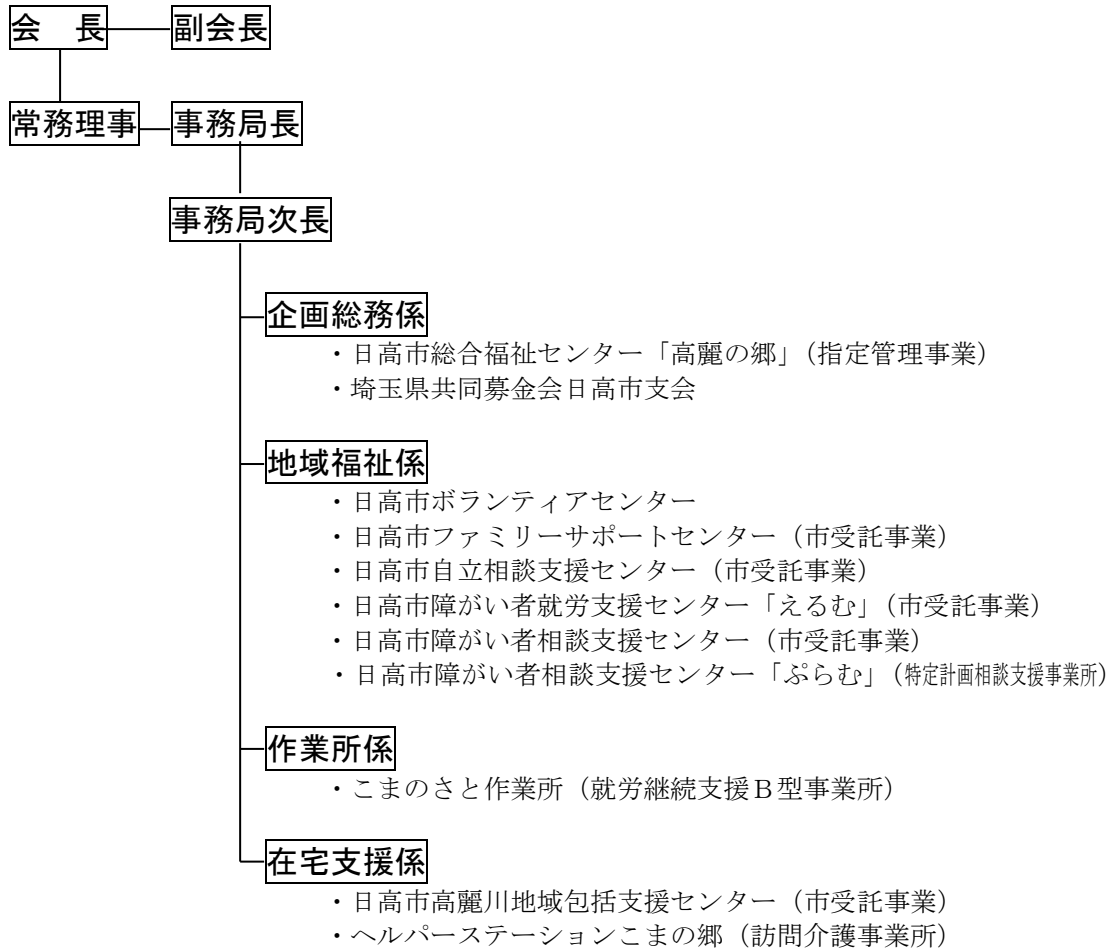 会　長 副会長
常務理事 事務局長
事務局次長
企画総務係
・日高市総合福祉センター「高麗の郷」（指定管理事業）
・埼玉県共同募金会日高市支会
地域福祉係
・日高市ボランティアセンター
・日高市ファミリーサポートセンター（市受託事業）
・日高市自立相談支援センター（市受託事業）
・日高市障がい者就労支援センター「えるむ」（市受託事業）
・日高市障がい者相談支援センター（市受託事業）
・日高市障がい者相談支援センター「ぷらむ」（特定計画相談支援事業所）
作業所係
・こまのさと作業所（就労継続支援Ｂ型事業所）
在宅支援係
・日高市高麗川地域包括支援センター（市受託事業）
・ヘルパーステーションこまの郷（訪問介護事業所）